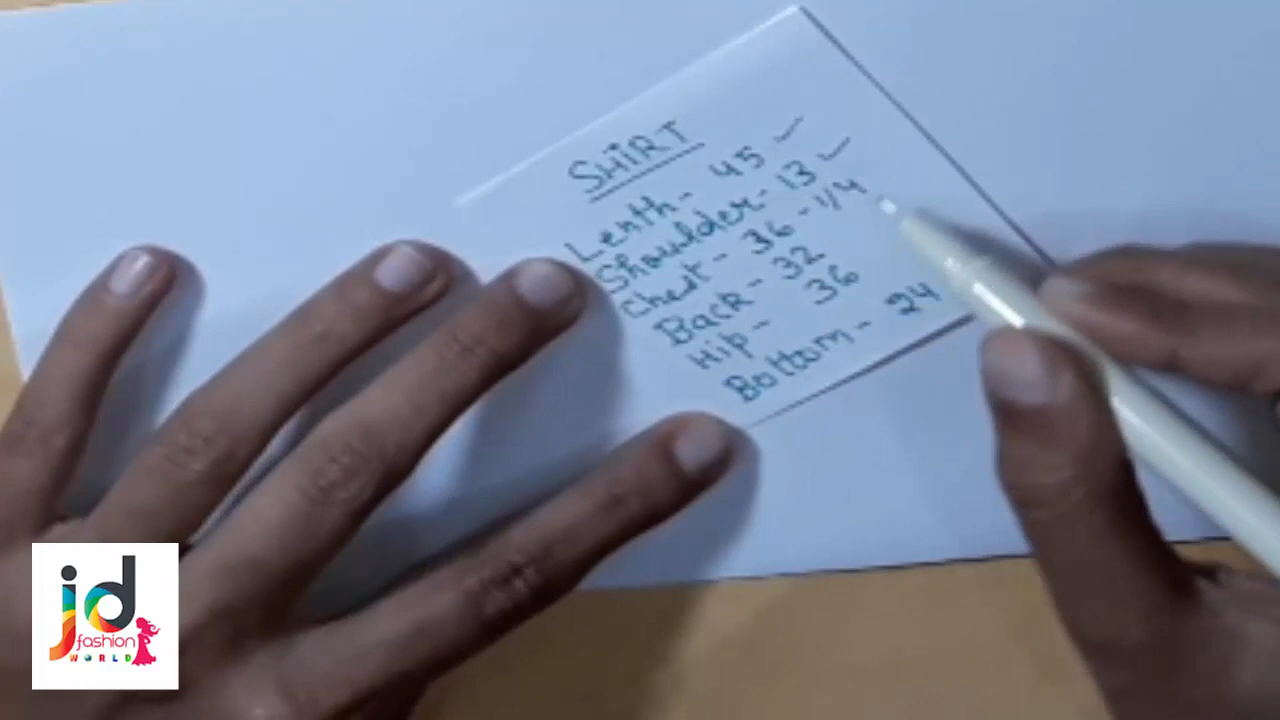 SHIRT
Lenth - 45 ✓
Shoulder - 13 ✓
Chest - 36 - 1/4
Back - 32
Hip - 36
Bottom - 24
jd
fashion
WORLD